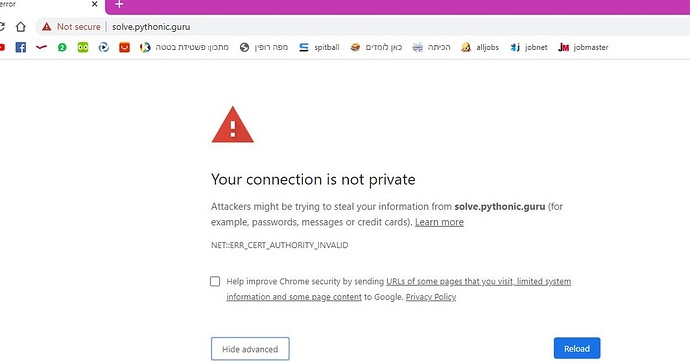 error
Not secure | solve.pythonic.guru
מתכון: פשטידת בטטה מפה רופין spitball כאן לומדים הכיתה alljobs jobnet jobmaster
Your connection is not private
Attackers might be trying to steal your information from solve.pythonic.guru (for
example, passwords, messages or credit cards). Learn more
NET::ERR_CERT_AUTHORITY_INVALID
Help improve Chrome security by sending URLs of some pages that you visit, limited system
information and some page content to Google. Privacy Policy
Hide advanced Reload